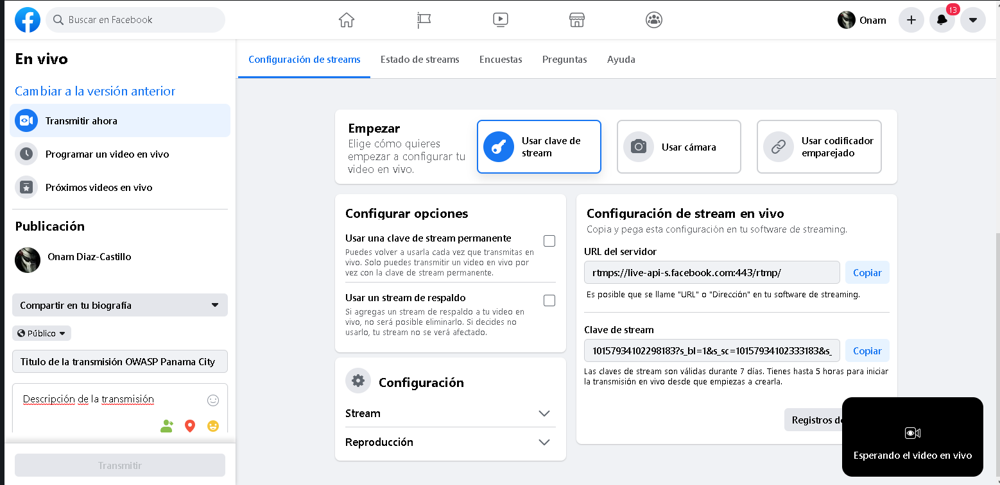 Buscar en Facebook
Onam
13
En vivo
Cambiar a la versión anterior
Transmitir ahora
Programar un video en vivo
Próximos videos en vivo
Publicación
Onam Diaz-Castillo
Compartir en tu biografía
Público
Titulo de la transmisión OWASP Panama City
Descripción de la transmisión
Transmitir
Configuración de streams
Estado de streams
Encuestas
Preguntas
Ayuda
Empezar
Elige cómo quieres
empezar a configurar tu
video en vivo.
Usar clave de
stream
Usar cámara
Usar codificador
emparejado
Configurar opciones
Usar una clave de stream permanente
Puedes volver a usarla cada vez que transmitas en
vivo. Solo puedes transmitir un video en vivo por
vez con la clave de stream permanente.
Usar un stream de respaldo
Si agregas un stream de respaldo a tu video en
vivo, no será posible eliminarlo. Si decides no
usarlo, tu stream no se verá afectado.
Configuración
Stream
Reproducción
Configuración de stream en vivo
Copia y pega esta configuración en tu software de streaming.
URL del servidor
rtmps://live-api-s.facebook.com:443/rtmp/
Copiar
Es posible que se llame "URL" o "Dirección" en tu software de streaming.
Clave de stream
10157934102298183?s_bl=1&s_sc=10157934102333183&s_
Copiar
Las claves de stream son válidas durante 7 días. Tienes hasta 5 horas para iniciar
la transmisión en vivo desde que empiezas a crearla.
Registros
Esperando el video en vivo